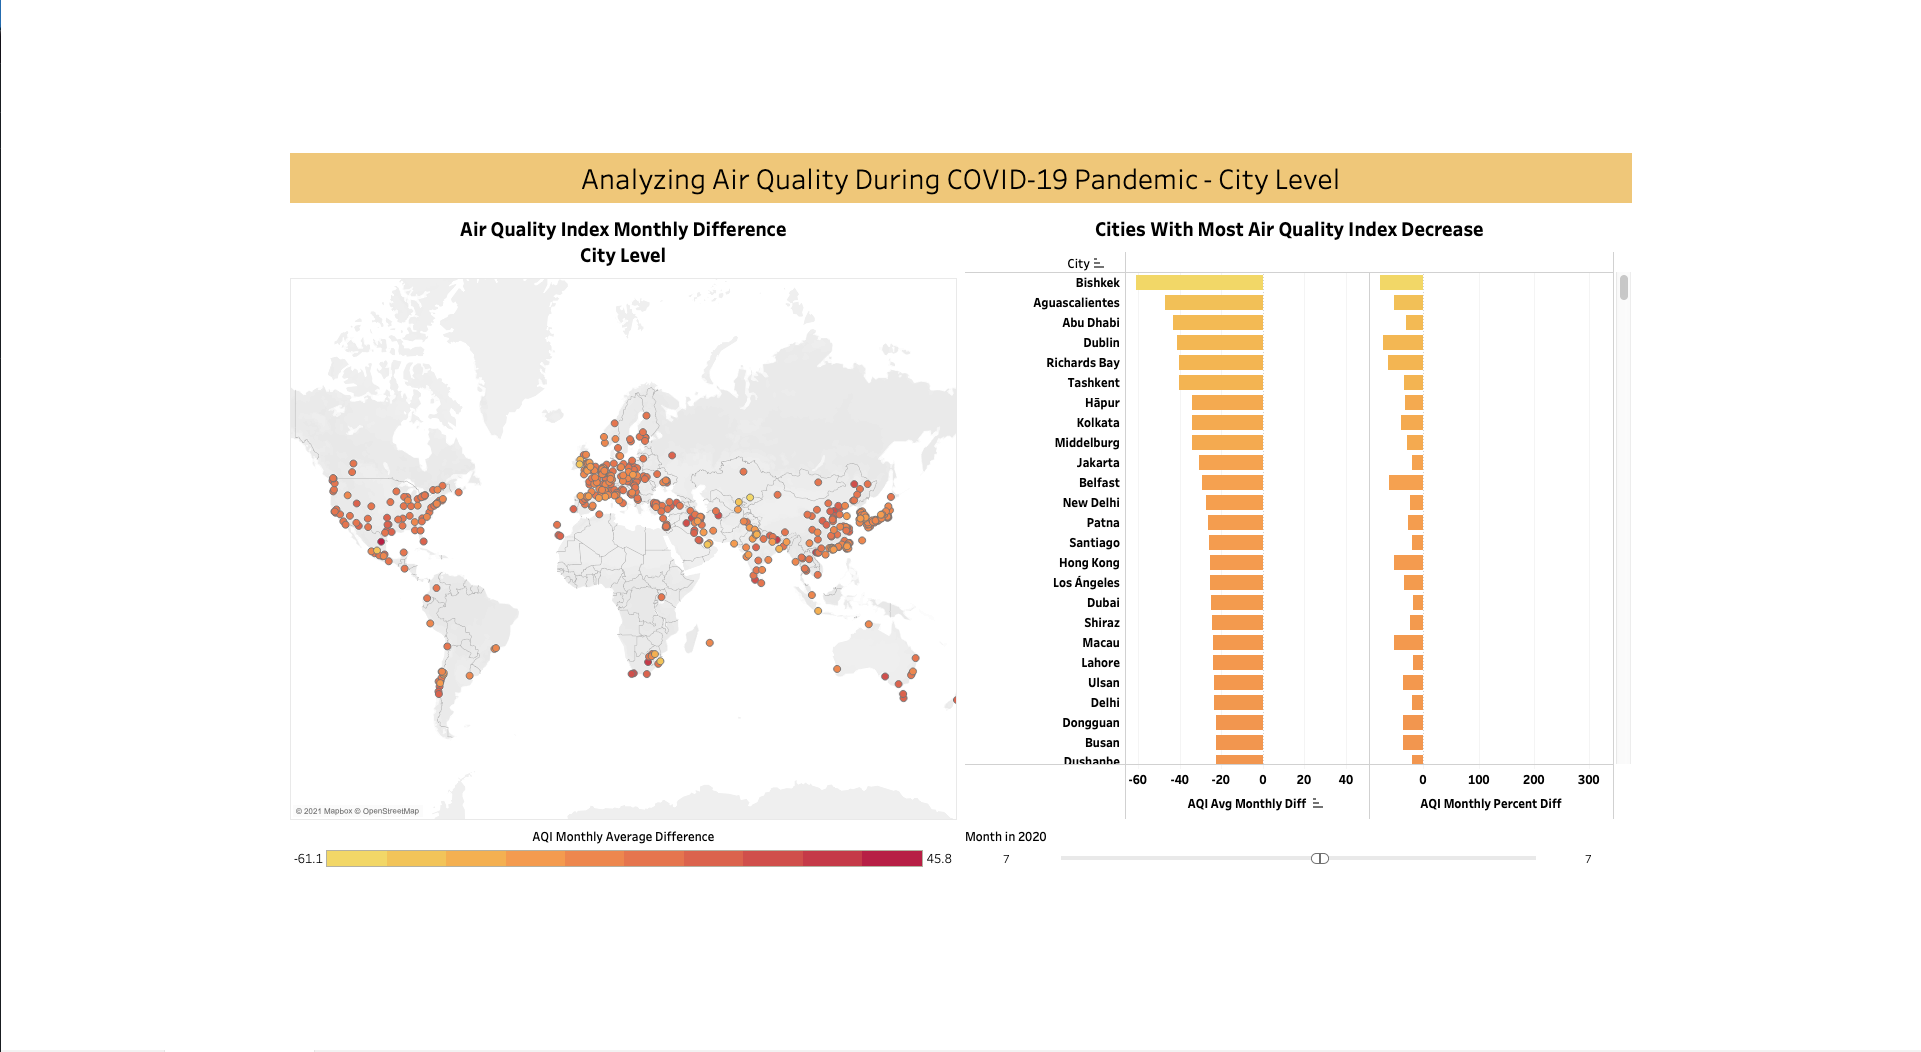 Analyzing Air Quality During COVID-19 Pandemic - City Level
Air Quality Index Monthly Difference
City Level
© 2021 Mapbox © OpenStreetMap
AQI Monthly Average Difference
-61.1 45.8
Cities With Most Air Quality Index Decrease
City
Bishkek
Aguascalientes
Abu Dhabi
Dublin
Richards Bay
Tashkent
Hāpur
Kolkata
Middelburg
Jakarta
Belfast
New Delhi
Patna
Santiago
Hong Kong
Los Ángeles
Dubai
Shiraz
Macau
Lahore
Ulsan
Delhi
Dongguan
Busan
Dushanbe
-60 -40 -20 0 20 40 0 100 200 300
AQI Avg Monthly Diff AQI Monthly Percent Diff
Month in 2020
7 7